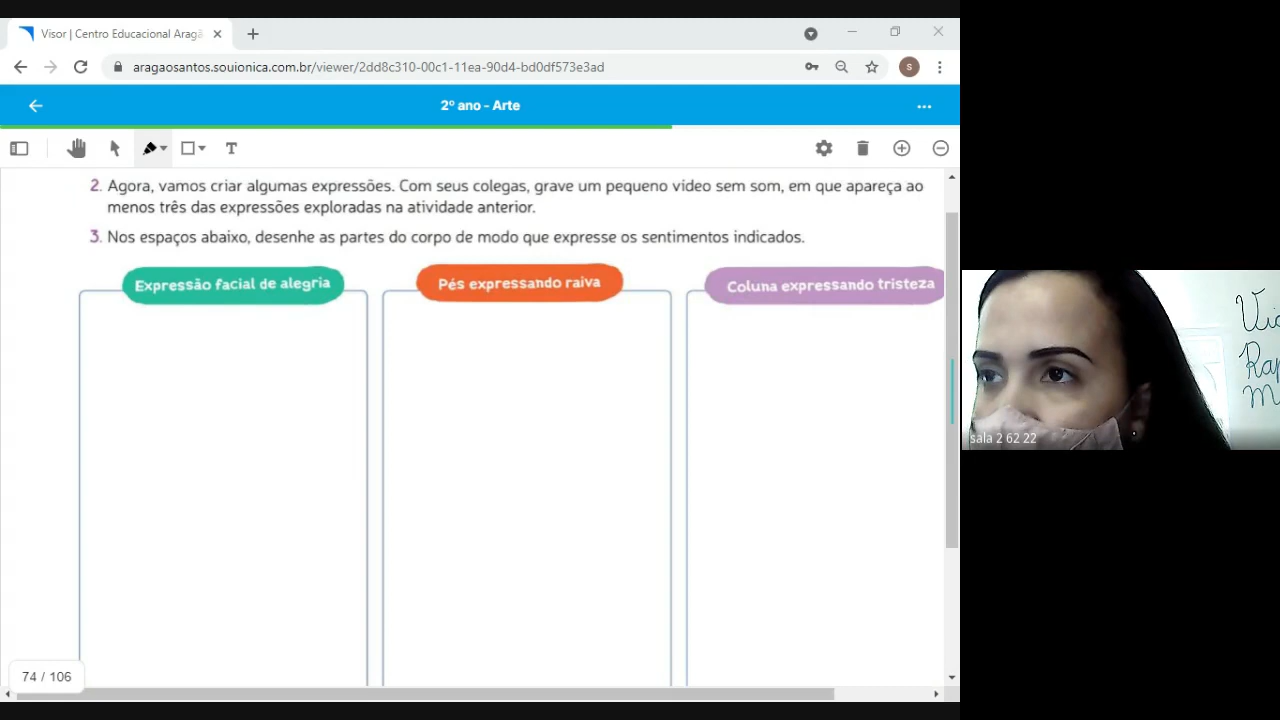 Visor | Centro Educacional Aragã
aragaosantos.souionica.com.br/viewer/2dd8c310-00c1-11ea-90d4-bd0df573e3ad
s
2º ano - Arte
T
2. Agora, vamos criar algumas expressões. Com seus colegas, grave um pequeno vídeo sem som, em que apareça ao
menos três das expressões exploradas na atividade anterior.
3. Nos espaços abaixo, desenhe as partes do corpo de modo que expresse os sentimentos indicados.
Expressão facial de alegria
Pés expressando raiva
Coluna expressando tristeza
74 / 106
sala 2 62 22